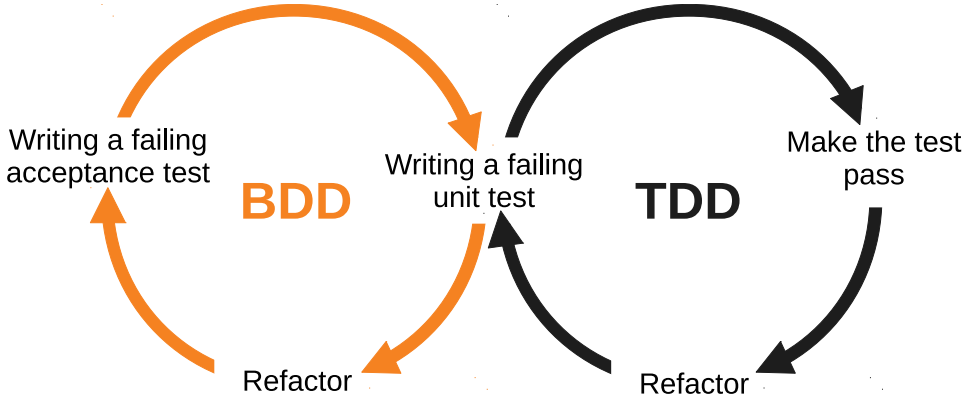 Writing a failing
acceptance test
BDD
Writing a failing
unit test
TDD
Make the test
pass
Refactor
Refactor